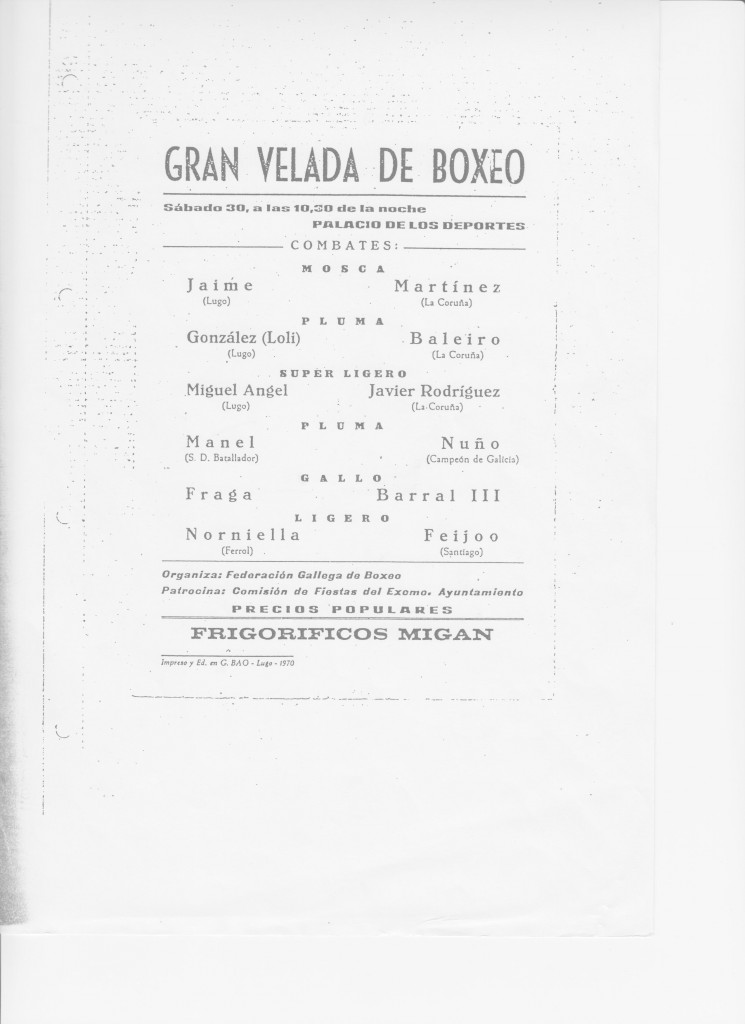 GRAN VELADA DE BOXEO
Sábado 30, a las 10,30 de la noche
PALACIO DE LOS DEPORTES
COMBATES:
MOSCA
Jaime Martínez
(Lugo) (La Coruña)
PLUMA
González (Loli) Baleiro
(Lugo) (La Coruña)
SUPER LIGERO
Miguel Angel Javier Rodríguez
(Lugo) (La Coruña)
PLUMA
Manel Nuño
(S. D. Batallador) (Campeón de Galicia)
GALLO
Fraga Barral III
LIGERO
Norniella Feijoo
(Ferrol) (Santiago)
Organiza: Federación Gallega de Boxeo
Patrocina: Comisión de Fiestas del Excmo. Ayuntamiento
PRECIOS POPULARES
FRIGORIFICOS MIGAN
Impreso y Ed. en G. BAO - Lugo - 1970